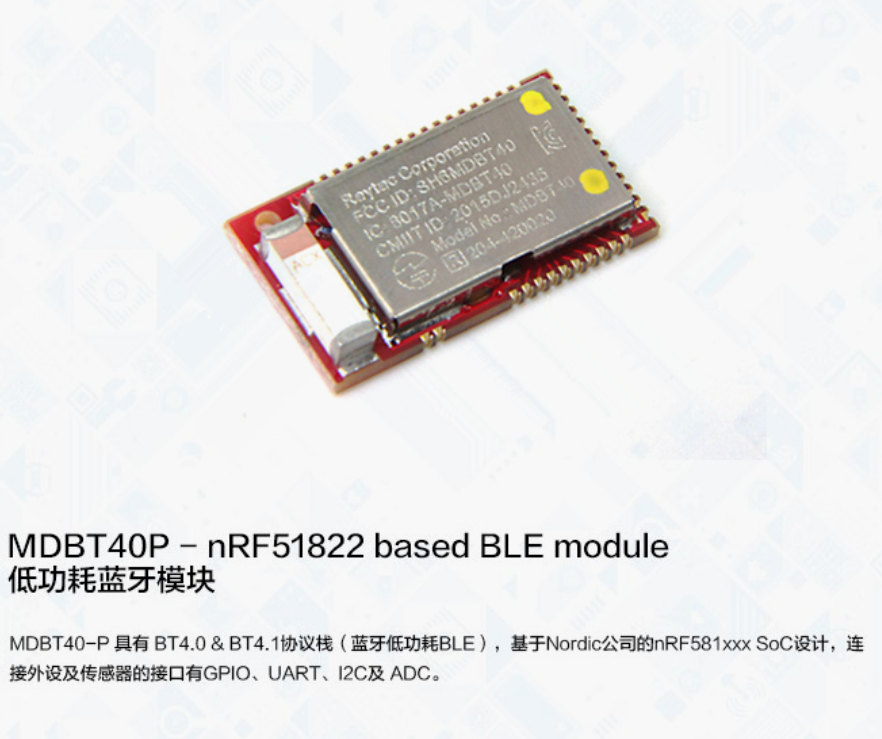 ACX
Raytac Corporation
FCC ID: SH6MDBT40
IC: 8017A-MDBT40
CMIIT ID: 2015DJ2435
Model No.: MDBT40
R 204-420020
MDBT40P – nRF51822 based BLE module
低功耗蓝牙模块
MDBT40-P 具有 BT4.0 & BT4.1协议栈（蓝牙低功耗BLE），基于Nordic公司的nRF581xxx SoC设计，连
接外设及传感器的接口有GPIO、UART、I2C及 ADC。